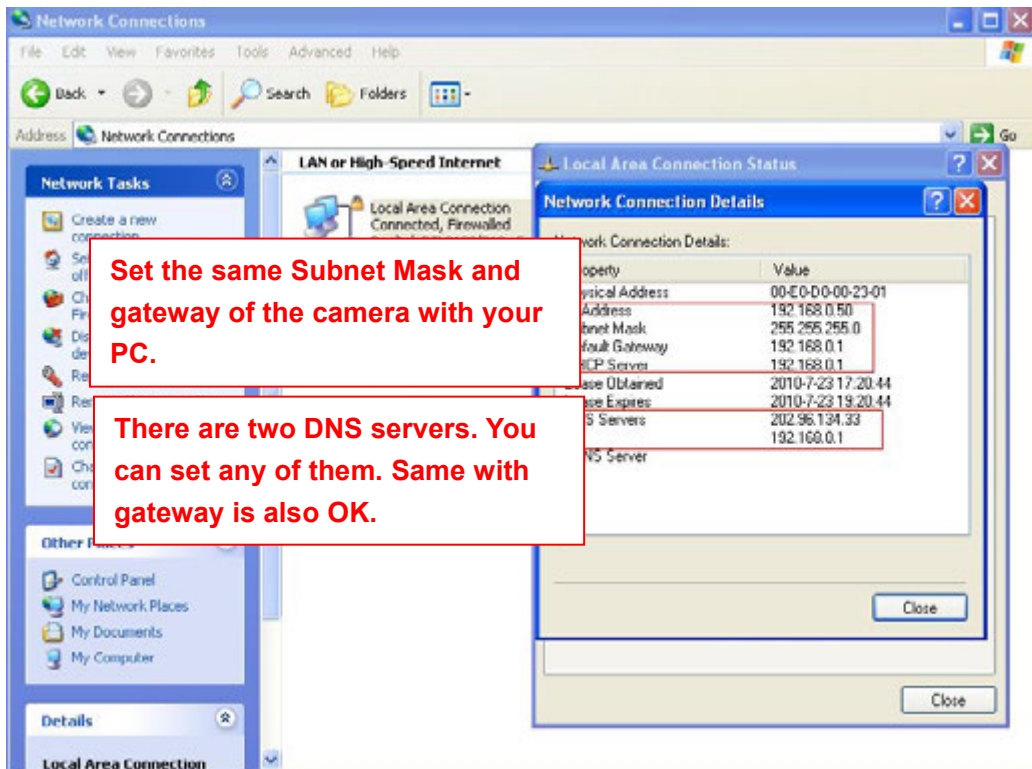 Network Connections
File Edit View Favorites Tools Advanced Help
Back Search Folders
Address Network Connections Go
Network Tasks
Create a new
connection
LAN or High-Speed Internet
Local Area Connection
Connected, Firewalled
Local Area Connection Status
Network Connection Details
Network Connection Details:
Property Value
Physical Address 00-E0-D0-00-23-01
Address 192.168.0.50
Subnet Mask 255.255.255.0
Default Gateway 192.168.0.1
DHCP Server 192.168.0.1
Lease Obtained 2010-7-23 17:20:44
Lease Expires 2010-7-23 19:20:44
DNS Servers 202.96.134.33
192.168.0.1
Server
Close
Close
Set the same Subnet Mask and
gateway of the camera with your
PC.
There are two DNS servers. You
can set any of them. Same with
gateway is also OK.
Other Places
Control Panel
My Network Places
My Documents
My Computer
Details
Local Area Connection